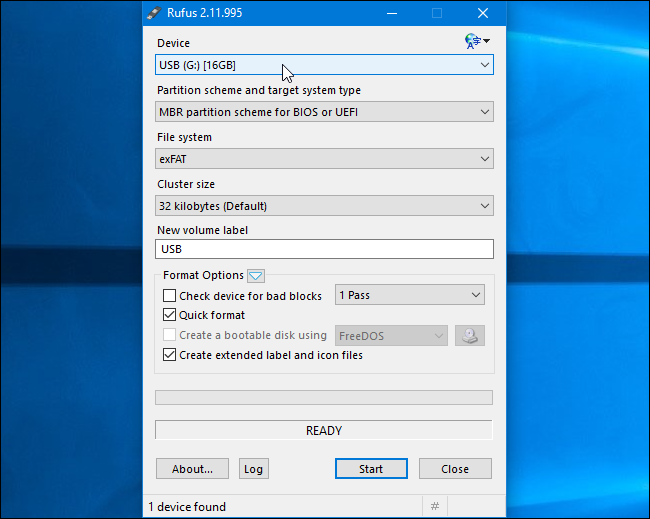 Rufus 2.11.995
Device
USB (G:) [16GB]
Partition scheme and target system type
MBR partition scheme for BIOS or UEFI
File system
exFAT
Cluster size
32 kilobytes (Default)
New volume label
USB
Format Options
Check device for bad blocks 1 Pass
Quick format
Create a bootable disk using FreeDOS
Create extended label and icon files
READY
About... Log Start Close
1 device found #